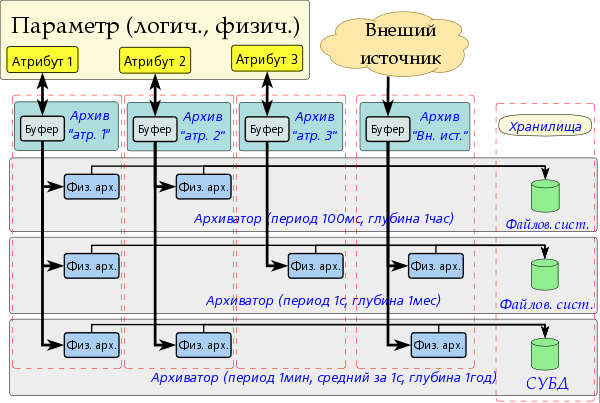 Параметр (логич., физич.)
Атрибут 1
Атрибут 2
Атрибут 3
Внеший
источник
Буфер
Архив
"атр. 1"
Буфер
Архив
"атр. 2"
Буфер
Архив
"атр. 3"
Буфер
Архив
"Вн. ист."
Хранилища
Физ. арх.
Физ. арх.
Архиватор (период 100мс, глубина 1час)
Файлов. сист.
Физ. арх.
Физ. арх.
Физ. арх.
Архиватор (период 1с, глубина 1мес)
Файлов. сист.
Физ. арх.
Физ. арх.
Физ. арх.
Архиватор (период 1мин, средний за 1с, глубина 1год)
СУБД